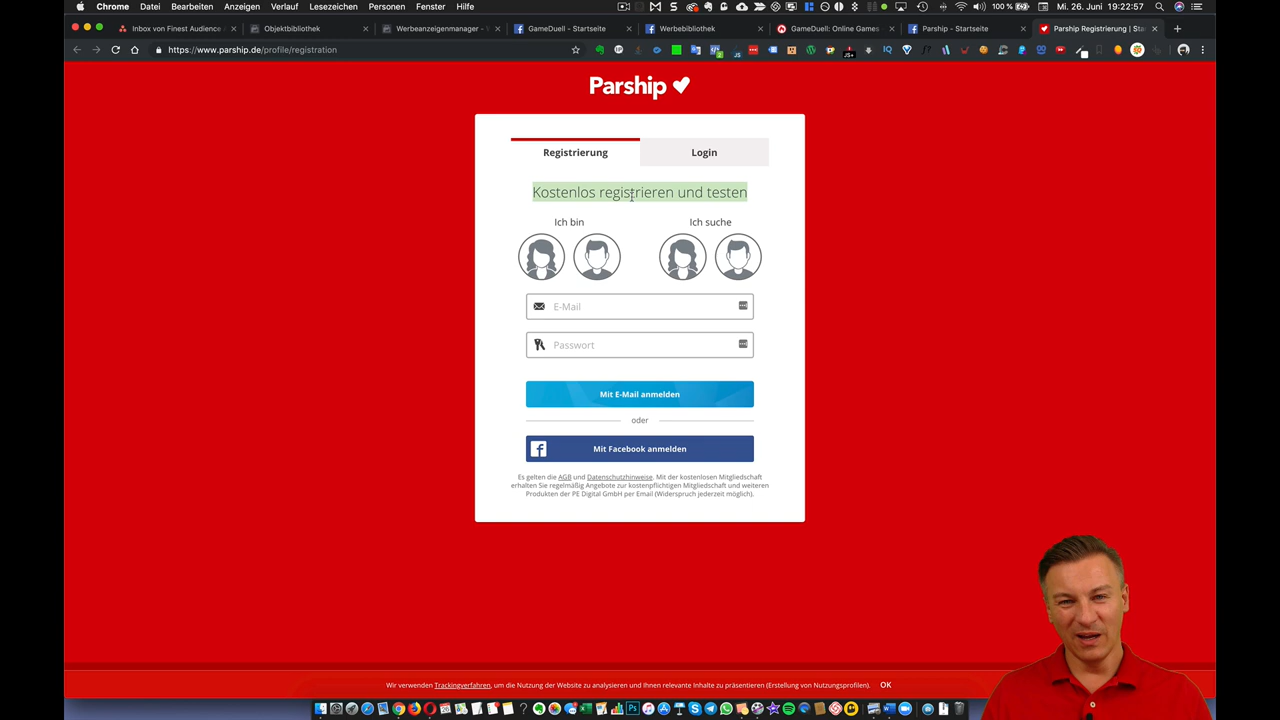 Chrome Datei Bearbeiten Anzeigen Verlauf Lesezeichen Personen Fenster Hilfe 100 % Mi. 26. Juni 19:22:57
Inbox von Finest Audience Objektbibliothek Werbeanzeigenmanager - W GameDuell - Startseite Werbebibliothek GameDuell: Online Games Parship - Startseite Parship Registrierung | Sta
https://www.parship.de/profile/registration
Parship
Registrierung Login
Kostenlos registrieren und testen
Ich bin Ich suche
E-Mail
Passwort
Mit E-Mail anmelden
oder
Mit Facebook anmelden
Es gelten die AGB und Datenschutzhinweise. Mit der kostenlosen Mitgliedschaft
erhalten Sie regelmäßig Angebote zur kostenpflichtigen Mitgliedschaft und weiteren
Produkten der PE Digital GmbH per Email (Widerspruch jederzeit möglich).
Wir verwenden Trackingverfahren, um die Nutzung der Website zu analysieren und Ihnen relevante Inhalte zu präsentieren (Erstellung von Nutzungsprofilen). OK